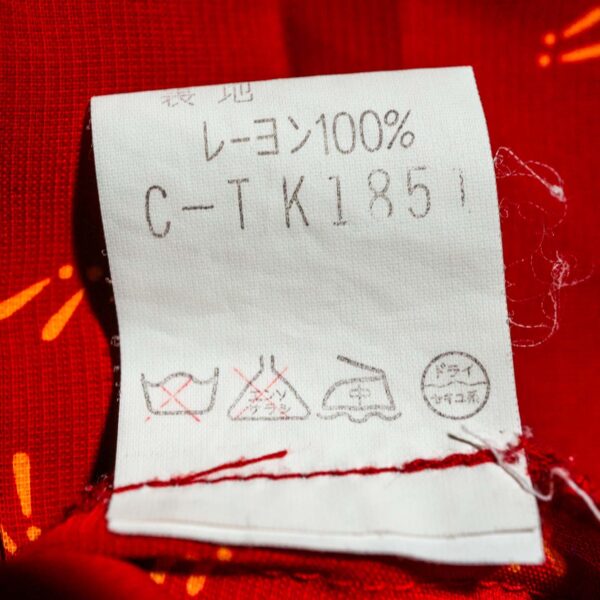 表地
レーヨン100%
C-TK1851
エンソ
サラシ
中
ドライ
セキユ系